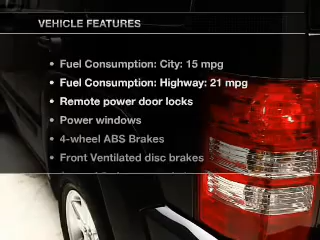 VEHICLE FEATURES
• Fuel Consumption: City: 15 mpg
• Fuel Consumption: Highway: 21 mpg
• Remote power door locks
• Power windows
• 4-wheel ABS Brakes
• Front Ventilated disc brakes